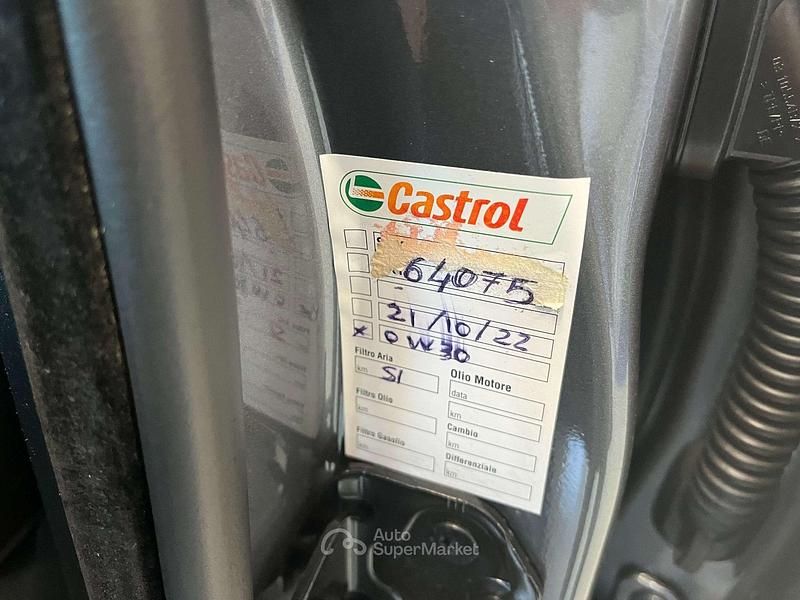 Castrol
64075
21/10/22
x 0W30
Filtro Aria
km SI
Filtro Olio
km
Filtro Gasolio
km
Olio Motore
data
km
Cambio
km
Differenziale
km
Auto
SuperMarket